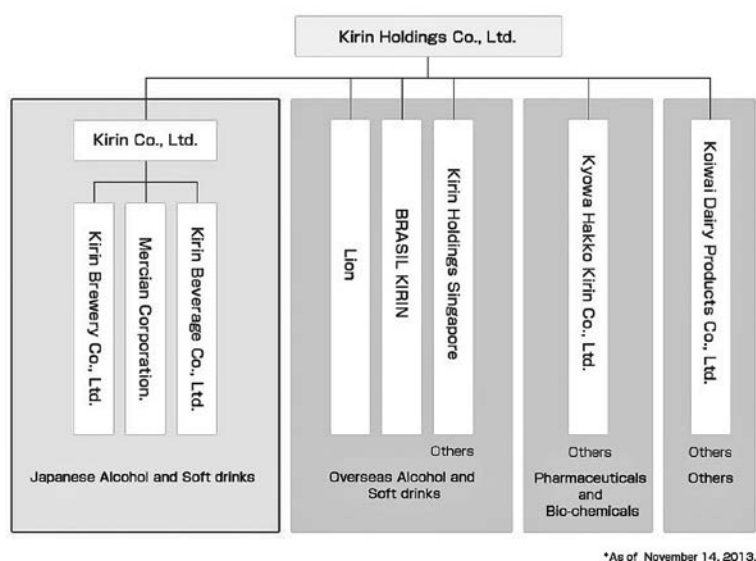 Kirin Holdings Co., Ltd.
Kirin Co., Ltd.
Kirin Brewery Co., Ltd.
Mercian Corporation.
Kirin Beverage Co., Ltd.
Japanese Alcohol and Soft drinks
Lion
BRASIL KIRIN
Kirin Holdings Singapore
Others
Overseas Alcohol and
Soft drinks
Kyowa Hakko Kirin Co., Ltd.
Others
Pharmaceuticals
and
Bio-chemicals
Koiwai Dairy Products Co., Ltd.
Others
Others
*As of November 14, 2013.